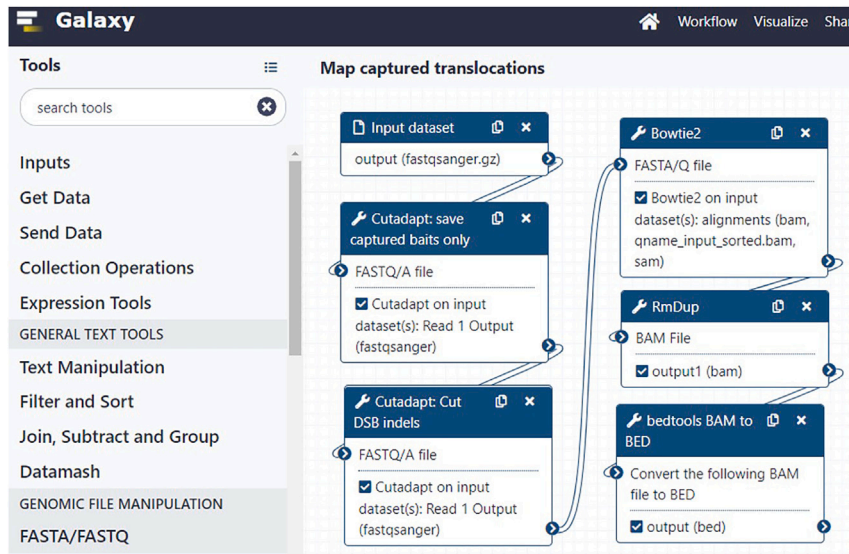 Galaxy
Workflow Visualize
Tools
search tools
Inputs
Get Data
Send Data
Collection Operations
Expression Tools
GENERAL TEXT TOOLS
Text Manipulation
Filter and Sort
Join, Subtract and Group
Datamash
GENOMIC FILE MANIPULATION
FASTA/FASTQ
Map captured translocations
Input dataset
output (fastqsanger.gz)
Cutadapt: save
captured baits only
FASTQ/A file
Cutadapt on input
dataset(s): Read 1 Output
(fastqsanger)
Cutadapt: Cut
DSB indels
FASTQ/A file
Cutadapt on input
dataset(s): Read 1 Output
(fastqsanger)
Bowtie2
FASTA/Q file
Bowtie2 on input
dataset(s): alignments (bam,
qname_input_sorted.bam,
sam)
RmDup
BAM File
output1 (bam)
bedtools BAM to
BED
Convert the following BAM
file to BED
output (bed)